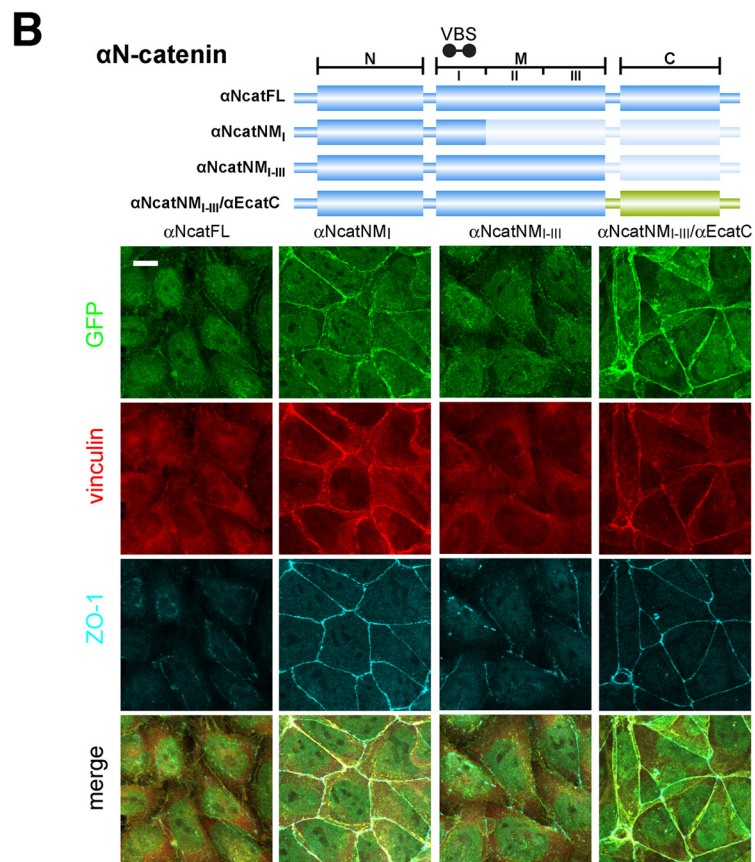 B
αN-catenin
VBS
N M C
I II III
αNcatFL
αNcatNMI
αNcatNMI-III
αNcatNMI-III/αEcatC
αNcatFL αNcatNMI αNcatNMI-III αNcatNMI-III/αEcatC
GFP
vinculin
ZO-1
merge